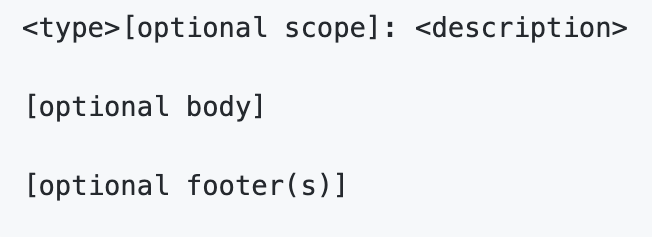 <type>[optional scope]: <description>
[optional body]
[optional footer(s)]